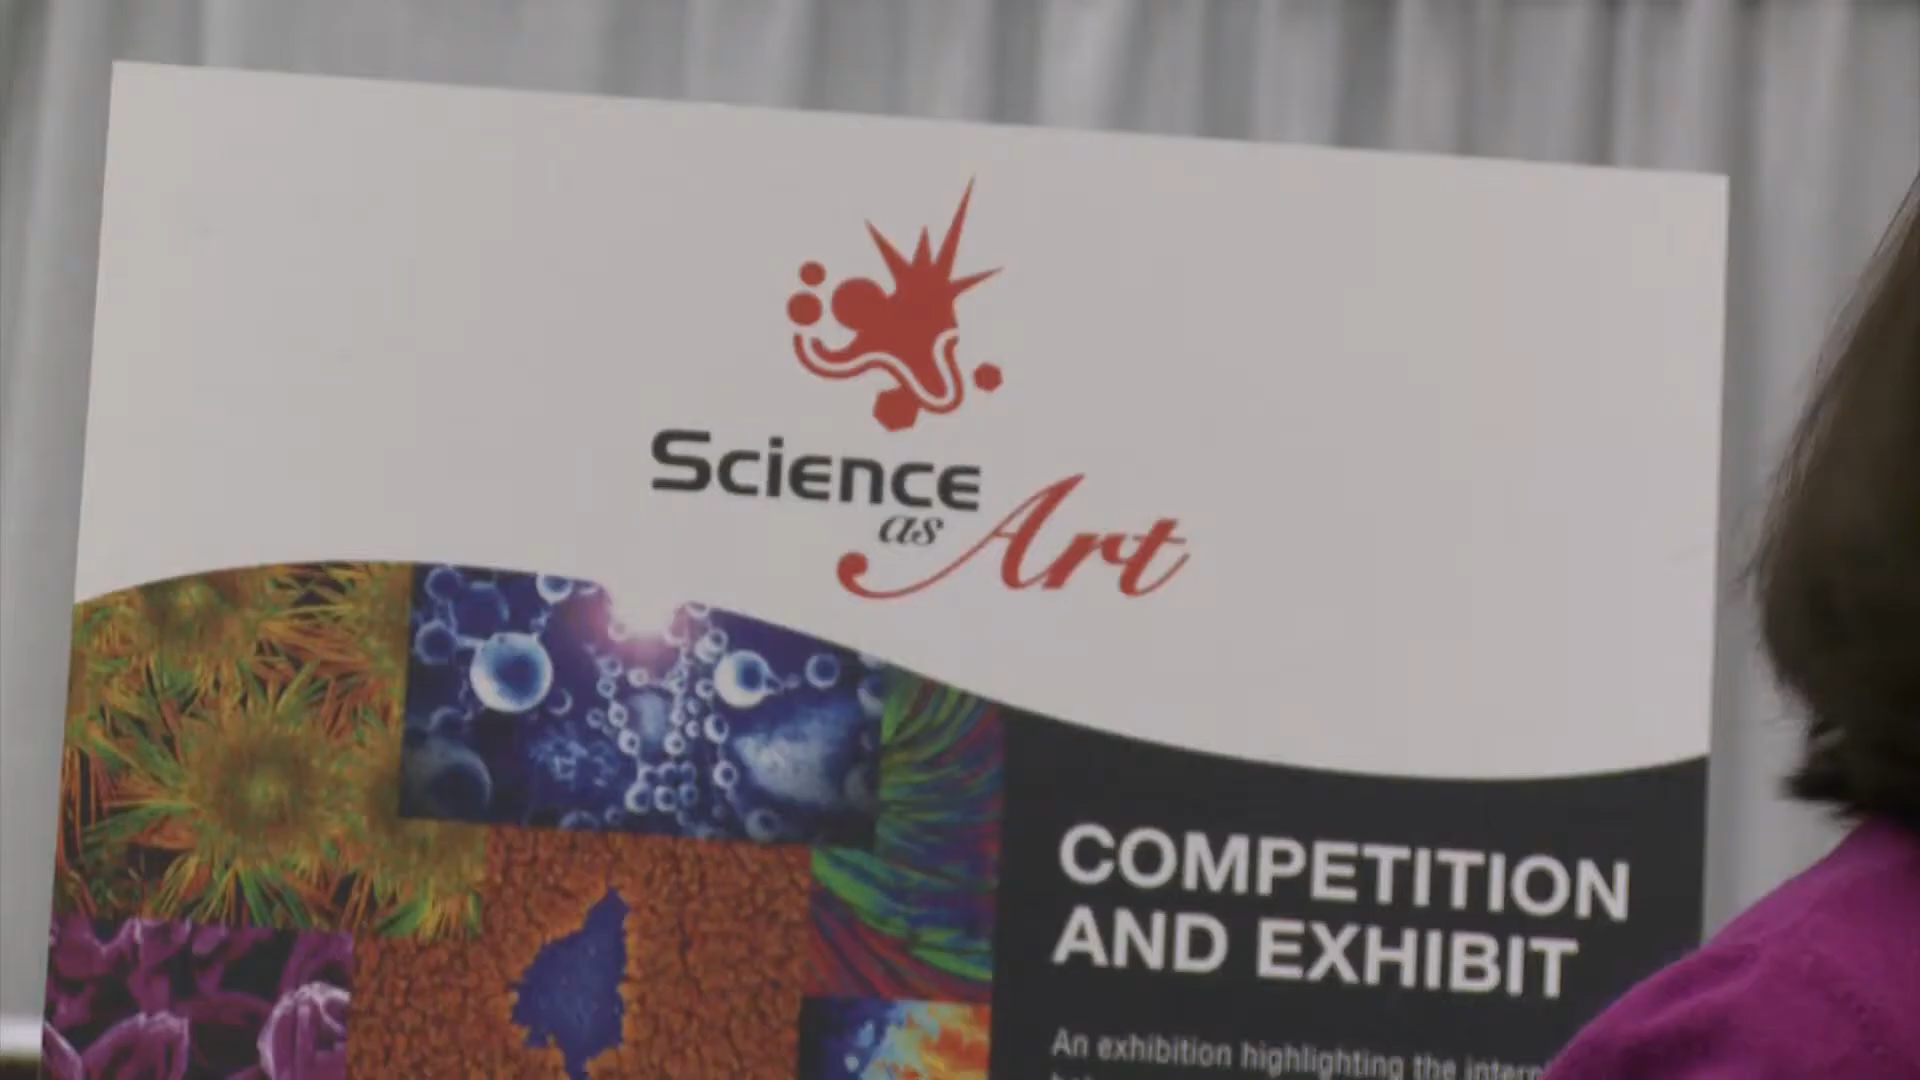 Science
as Art
COMPETITION
AND EXHIBIT
An exhibition highlighting the